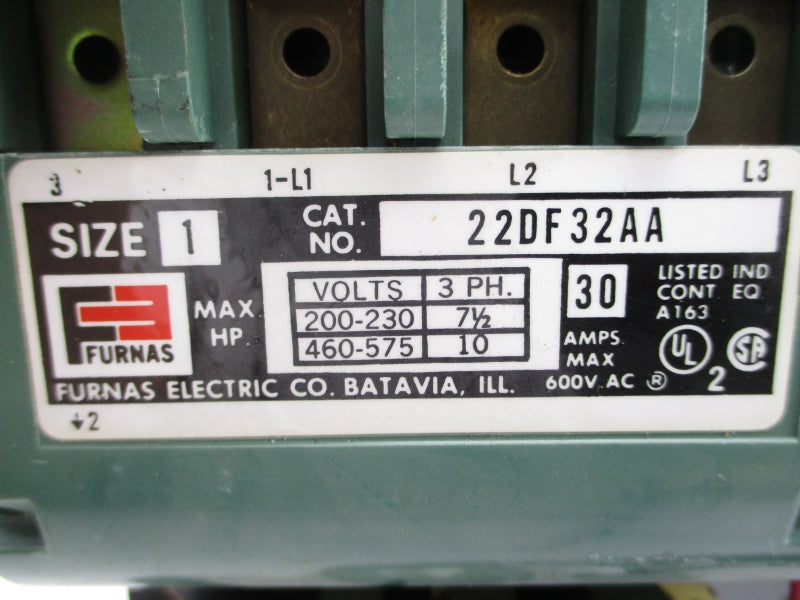 3 1-L1 L2 L3
SIZE 1 CAT. NO. 22DF32AA
FURNAS
MAX. HP.
VOLTS 3 PH.
200-230 7½
460-575 10
30
AMPS. MAX
600V. AC ®
LISTED IND.
CONT. EQ.
A163
UL SA
2
FURNAS ELECTRIC CO. BATAVIA, ILL.
↓2